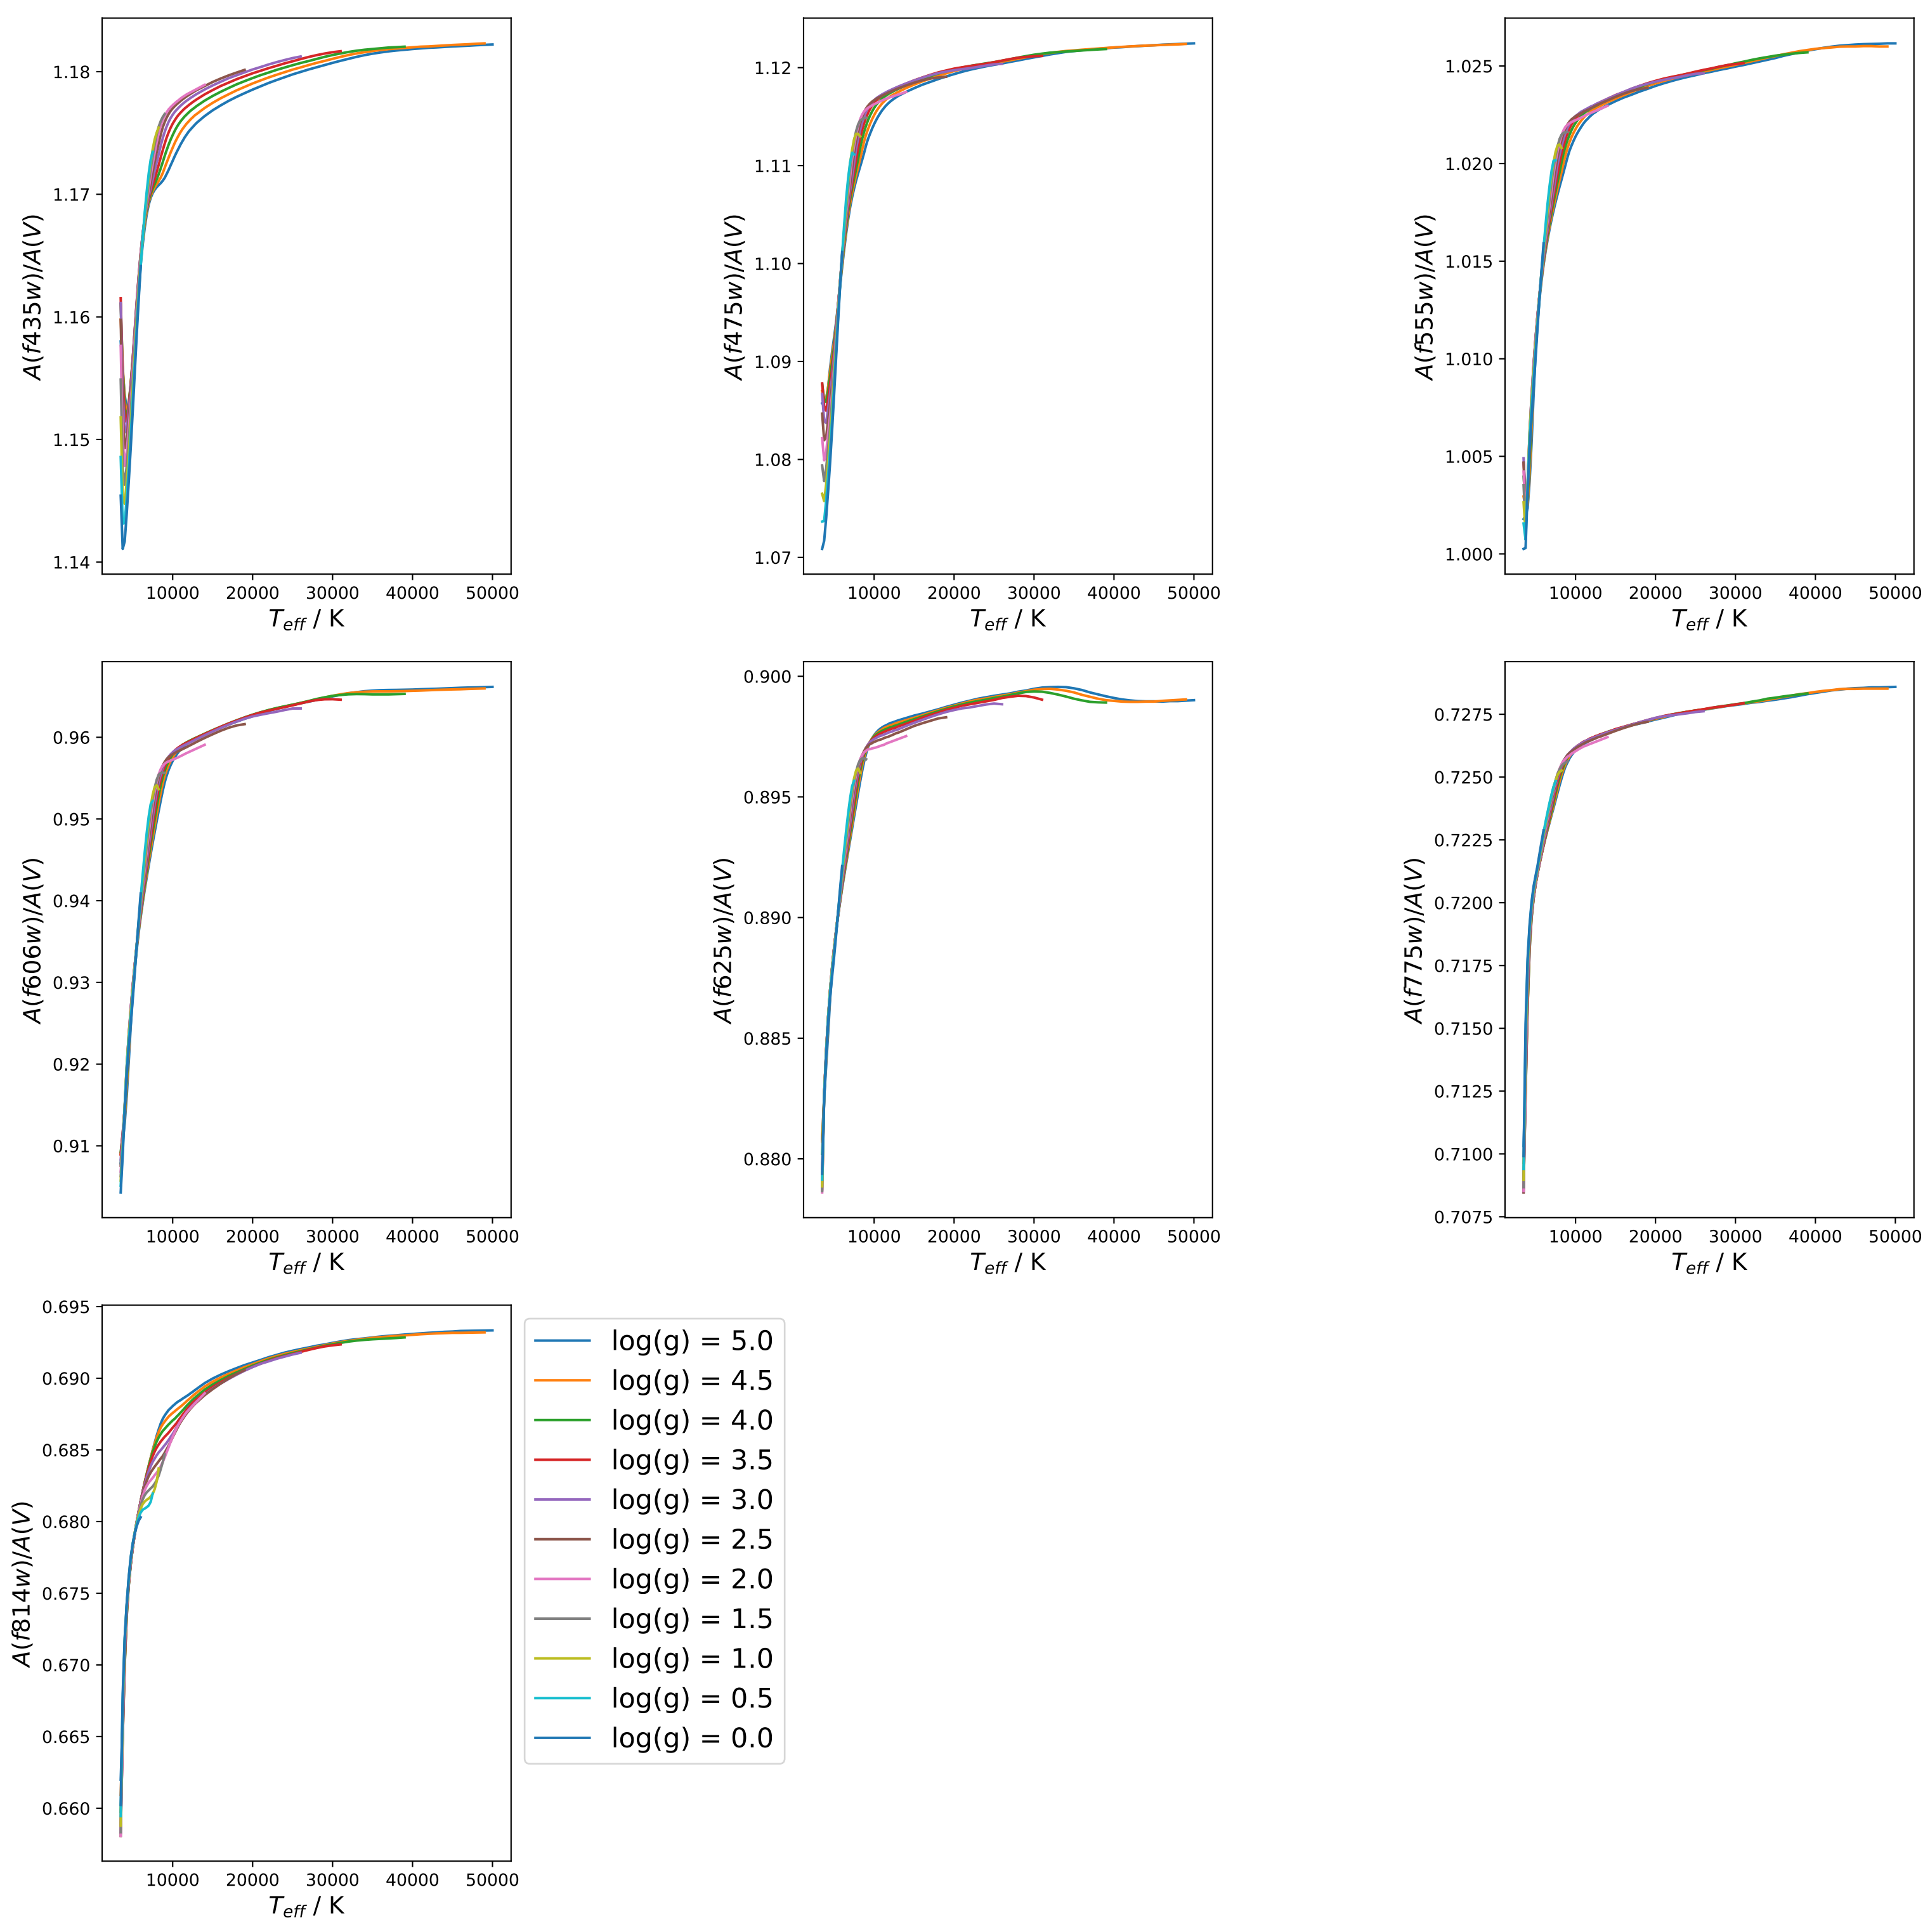 A(f435w)/A(V)
1.18
1.17
1.16
1.15
1.14
10000 20000 30000 40000 50000
T_eff / K
A(f475w)/A(V)
1.12
1.11
1.10
1.09
1.08
1.07
10000 20000 30000 40000 50000
T_eff / K
A(f555w)/A(V)
1.025
1.020
1.015
1.010
1.005
1.000
10000 20000 30000 40000 50000
T_eff / K
A(f606w)/A(V)
0.96
0.95
0.94
0.93
0.92
0.91
10000 20000 30000 40000 50000
T_eff / K
A(f625w)/A(V)
0.900
0.895
0.890
0.885
0.880
10000 20000 30000 40000 50000
T_eff / K
A(f775w)/A(V)
0.7275
0.7250
0.7225
0.7200
0.7175
0.7150
0.7125
0.7100
0.7075
10000 20000 30000 40000 50000
T_eff / K
A(f814w)/A(V)
0.695
0.690
0.685
0.680
0.675
0.670
0.665
0.660
10000 20000 30000 40000 50000
T_eff / K
log(g) = 5.0
log(g) = 4.5
log(g) = 4.0
log(g) = 3.5
log(g) = 3.0
log(g) = 2.5
log(g) = 2.0
log(g) = 1.5
log(g) = 1.0
log(g) = 0.5
log(g) = 0.0